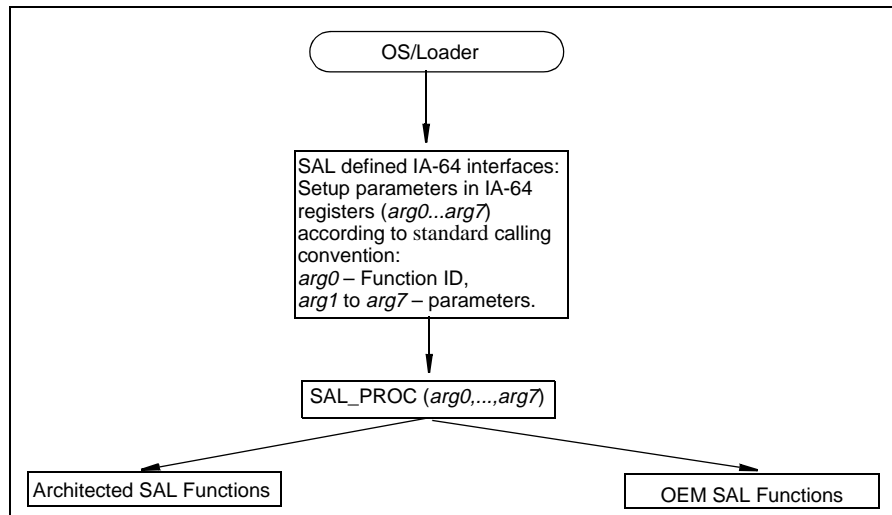 OS/Loader
SAL defined IA-64 interfaces:
Setup parameters in IA-64
registers (arg0...arg7)
according to standard calling
convention:
arg0 – Function ID,
arg1 to arg7 – parameters.
SAL_PROC (arg0,...,arg7)
Architected SAL Functions
OEM SAL Functions